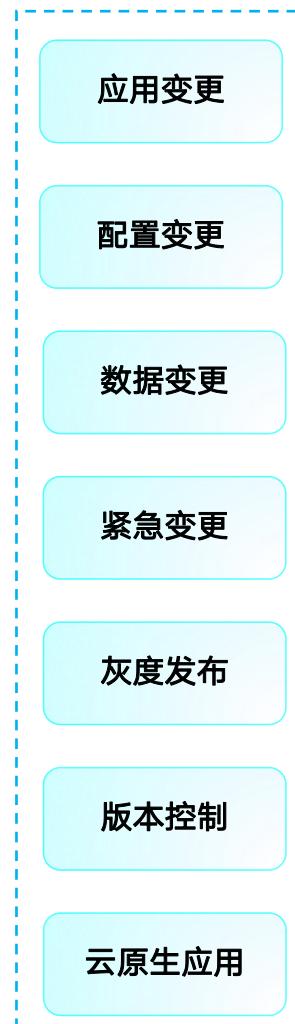 应用变更
配置变更
数据变更
紧急变更
灰度发布
版本控制
云原生应用